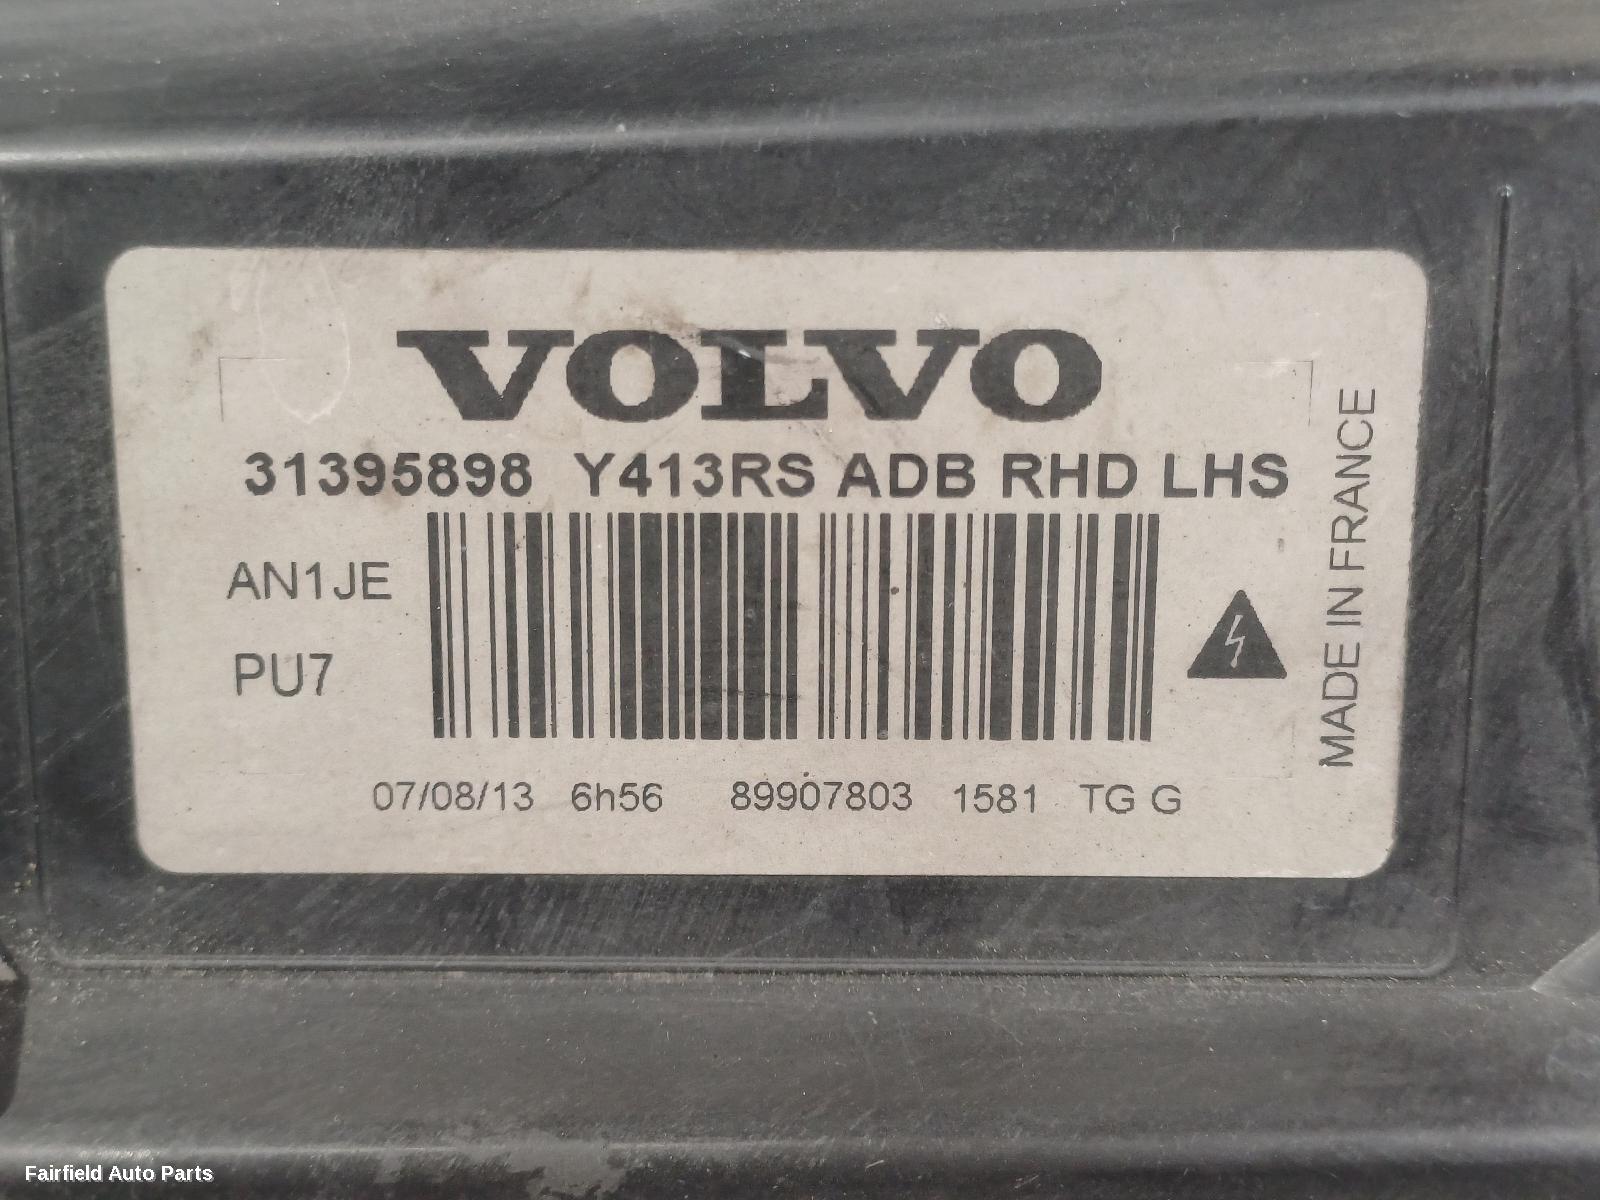 VOLVO
31395898 Y413RS ADB RHD LHS
AN1JE
PU7
07/08/13 6h56 89907803 1581 TG G
MADE IN FRANCE
Fairfield Auto Parts